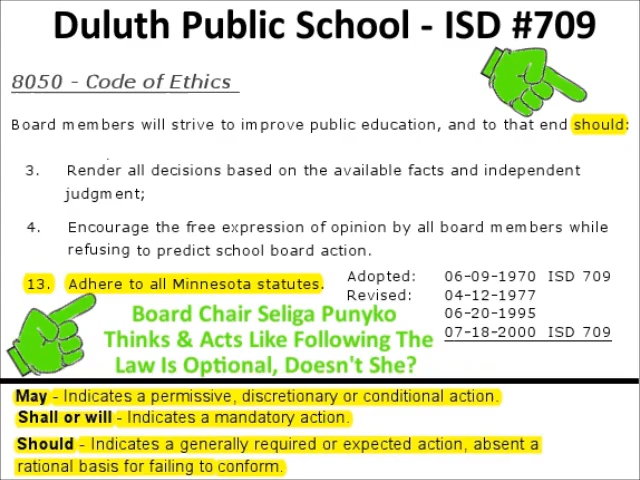 Duluth Public School - ISD #709
8050 - Code of Ethics
Board members will strive to improve public education, and to that end should:
3. Render all decisions based on the available facts and independent
judgment;
4. Encourage the free expression of opinion by all board members while
refusing to predict school board action.
13. Adhere to all Minnesota statutes.
Adopted: 06-09-1970 ISD 709
Revised: 04-12-1977
06-20-1995
07-18-2000 ISD 709
Board Chair Seliga Punyko
Thinks & Acts Like Following The
Law Is Optional, Doesn't She?
May - Indicates a permissive, discretionary or conditional action.
Shall or will - Indicates a mandatory action.
Should - Indicates a generally required or expected action, absent a
rational basis for failing to conform.